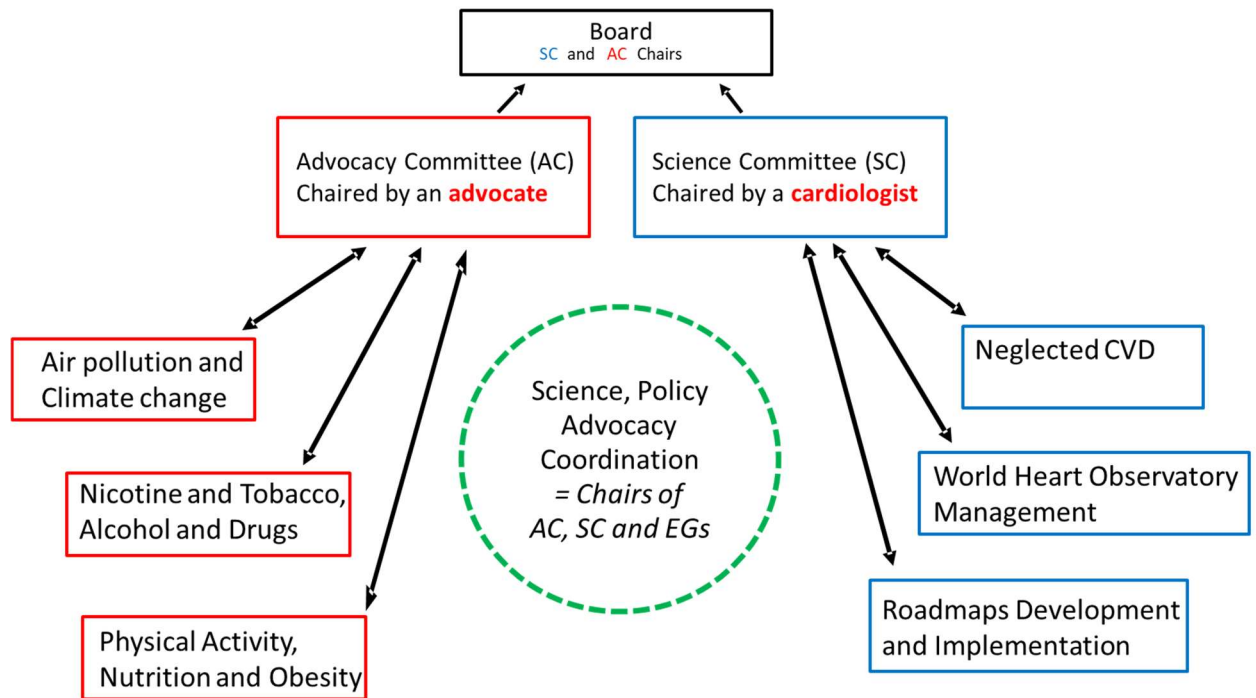 Board
SC and AC Chairs
Advocacy Committee (AC)
Chaired by an advocate
Science Committee (SC)
Chaired by a cardiologist
Air pollution and
Climate change
Nicotine and Tobacco,
Alcohol and Drugs
Physical Activity,
Nutrition and Obesity
Science, Policy
Advocacy
Coordination
= Chairs of
AC, SC and EGs
Neglected CVD
World Heart Observatory
Management
Roadmaps Development
and Implementation